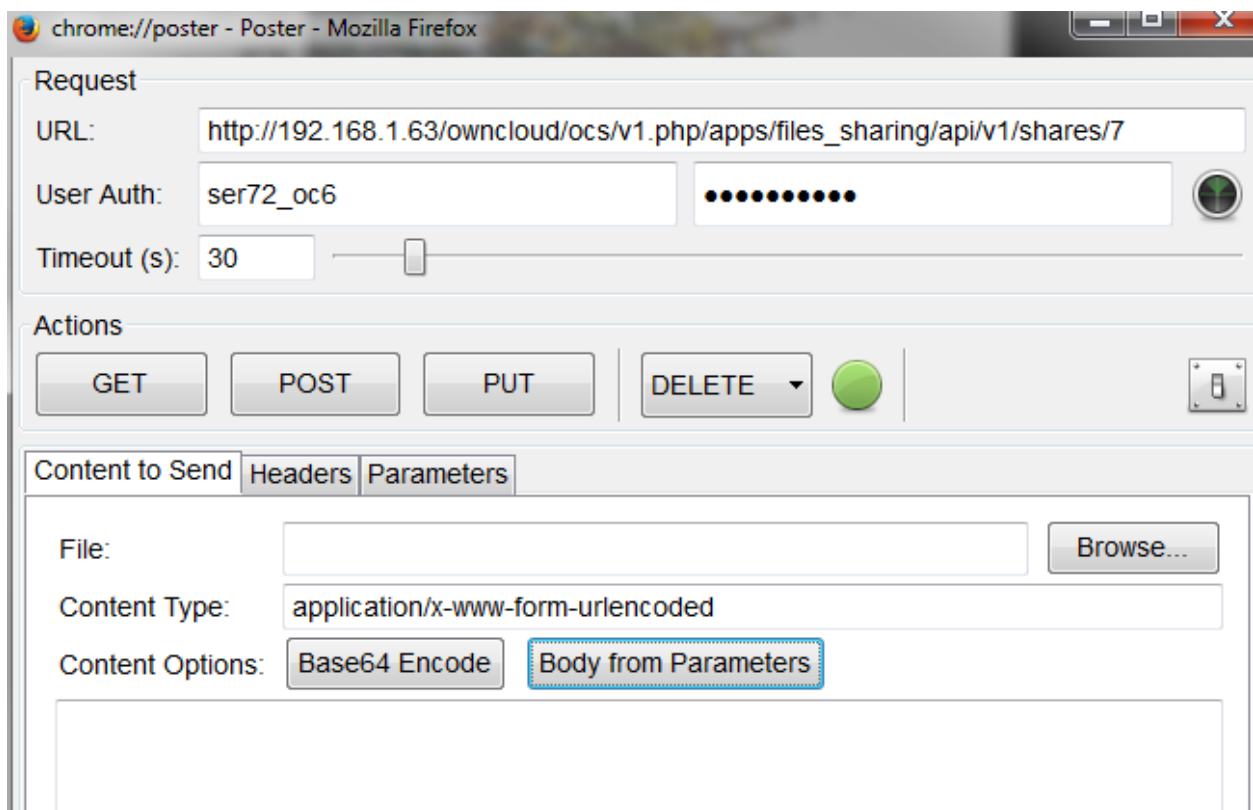 chrome://poster - Poster - Mozilla Firefox
Request
URL: http://192.168.1.63/owncloud/ocs/v1.php/apps/files_sharing/api/v1/shares/7
User Auth: ser72_oc6 ●●●●●●●●●●
Timeout (s): 30
Actions
GET POST PUT DELETE
Content to Send Headers Parameters
File: Browse...
Content Type: application/x-www-form-urlencoded
Content Options: Base64 Encode Body from Parameters